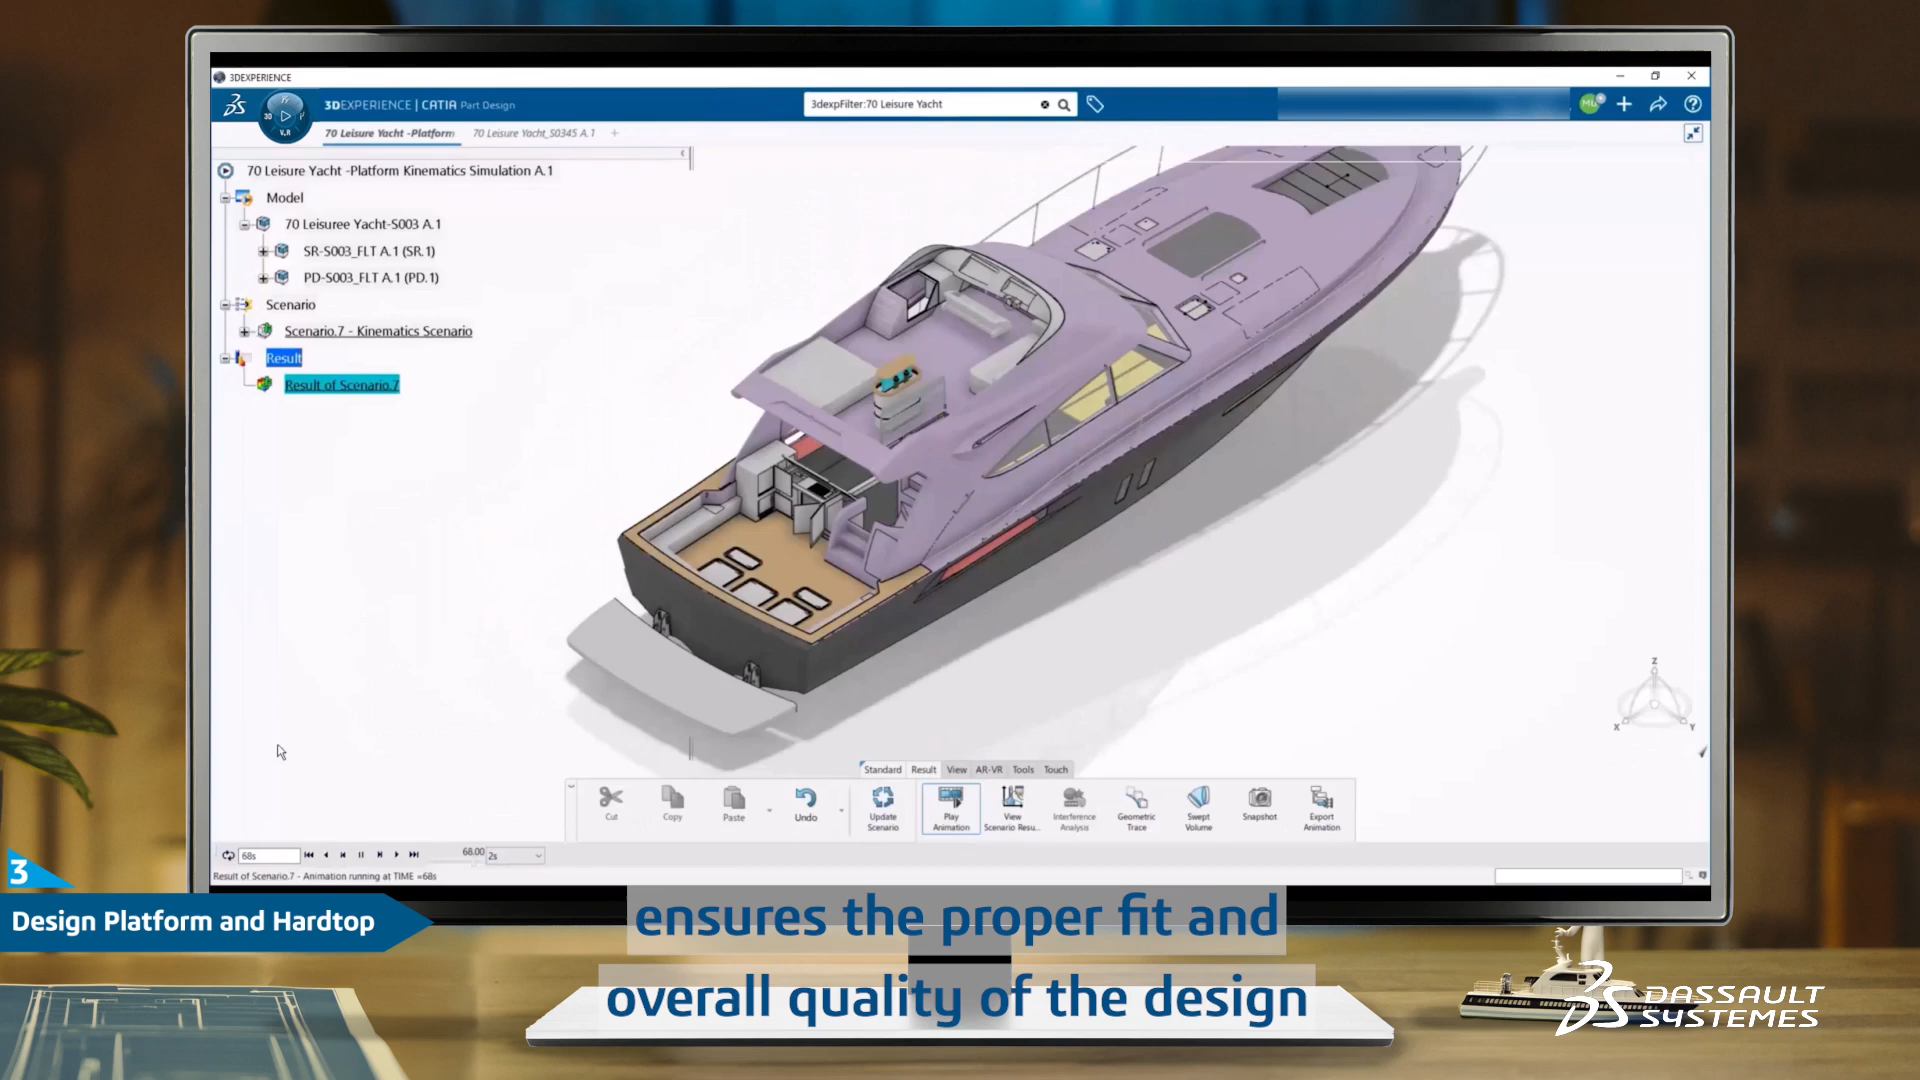 3DEXPERIENCE
3DEXPERIENCE | CATIA Part Design
3dexpFilter:70 Leisure Yacht
MU
3D
V.R
70 Leisure Yacht -Platform
70 Leisure Yacht_S0345 A.1
70 Leisure Yacht -Platform Kinematics Simulation A.1
Model
70 Leisuree Yacht-S003 A.1
SR-S003_FLT A.1 (SR.1)
PD-S003_FLT A.1 (PD.1)
Scenario
Scenario.7 - Kinematics Scenario
Result
Result of Scenario.7
Z
X
Y
Standard Result View AR-VR Tools Touch
Cut
Copy
Paste
Undo
Update Scenario
Play Animation
View Scenario Resu...
Interference Analysis
Geometric Trace
Swept Volume
Snapshot
Export Animation
68s
68.00
2s
Result of Scenario.7 - Animation running at TIME =68s
3
Design Platform and Hardtop
ensures the proper fit and
overall quality of the design
DASSAULT
SYSTEMES